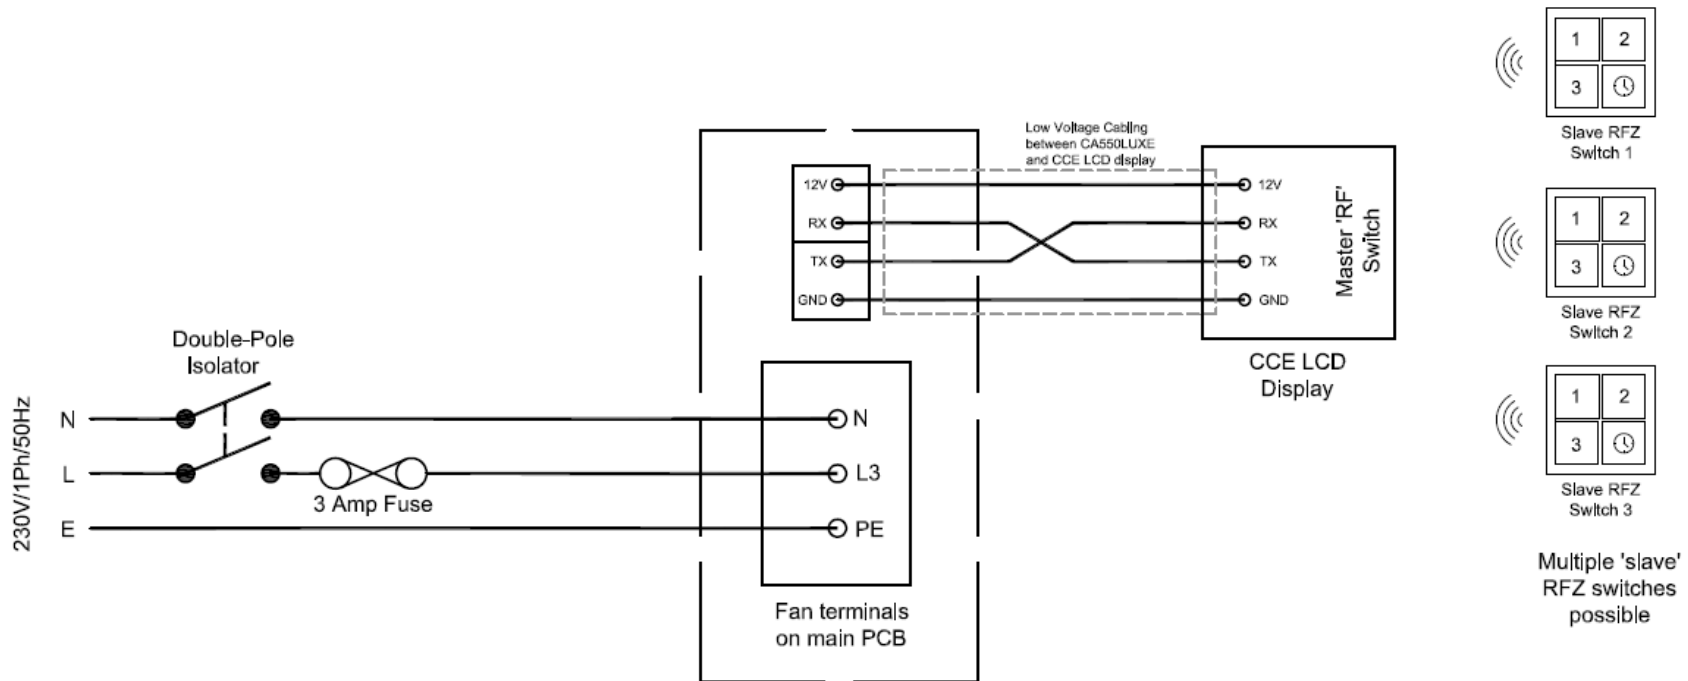 1 2
3
Slave RFZ
Switch 1
Low Voltage Cabling
between CA550LUXE
and CCE LCD display
12V
RX
TX
GND
12V
RX
TX
GND
Master 'RF'
Switch
CCE LCD
Display
1 2
3
Slave RFZ
Switch 2
Double-Pole
Isolator
230V/1Ph/50Hz
N
L
E
3 Amp Fuse
N
L3
PE
Fan terminals
on main PCB
1 2
3
Slave RFZ
Switch 3
Multiple 'slave'
RFZ switches
possible